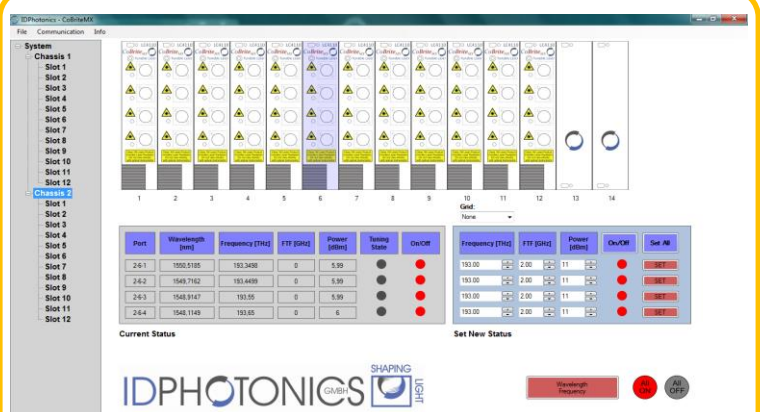 IDPhotonics - CoBriteMX
File Communication Info
System
Chassis 1
Slot 1
Slot 2
Slot 3
Slot 4
Slot 5
Slot 6
Slot 7
Slot 8
Slot 9
Slot 10
Slot 11
Slot 12
Chassis 2
Slot 1
Slot 2
Slot 3
Slot 4
Slot 5
Slot 6
Slot 7
Slot 8
Slot 9
Slot 10
Slot 11
Slot 12
1 2 3 4 5 6 7 8 9 10 11 12 13 14
Grid:
None
Port Wavelength [nm] Frequency [THz] FTF [GHz] Power [dBm] Tuning State On/Off
2-6-1 1550,5185 193,3498 0 5,99
2-6-2 1549,7162 193,4499 0 5,99
2-6-3 1548,9147 193,55 0 5,99
2-6-4 1548,1149 193,65 0 6
Current Status
Frequency [THz] FTF [GHz] Power [dBm] On/Off Set All
193.00 2.00 11 SET
193.00 2.00 11 SET
193.00 2.00 11 SET
193.00 2.00 11 SET
Set New Status
IDPHOTONICS GMBH SHAPING LIGHT
Wavelength
Frequency
All ON
All OFF